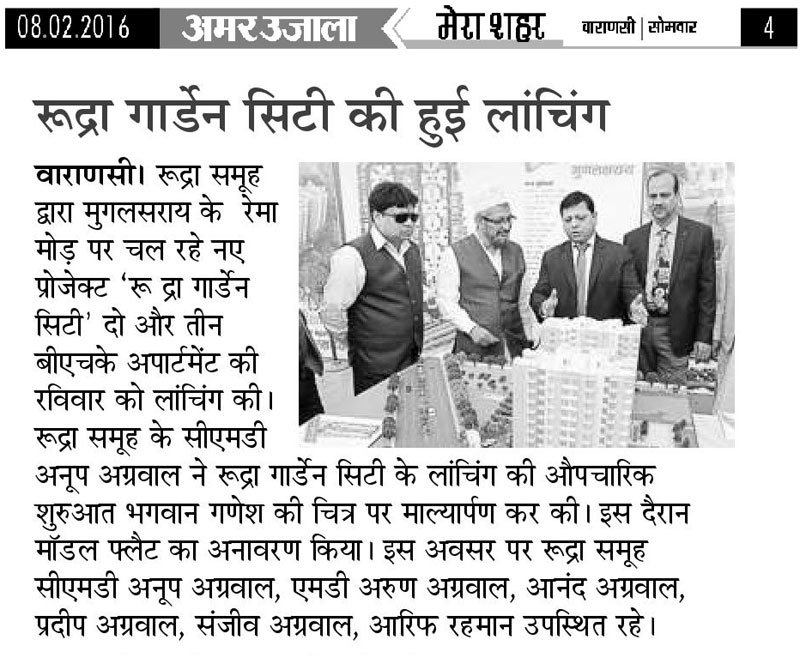 08.02.2016 अमर उजाला मेरा शहर वाराणसी | सोमवार 4
रूद्रा गार्डेन सिटी की हुई लांचिंग
वाराणसी। रूद्रा समूह
द्वारा मुगलसराय के रेमा
मोड़ पर चल रहे नए
प्रोजेक्ट ‘रू द्रा गार्डेन
सिटी’ दो और तीन
बीएचके अपार्टमेंट की
रविवार को लांचिंग की।
रूद्रा समूह के सीएमडी
अनूप अग्रवाल ने रूद्रा गार्डेन सिटी के लांचिंग की औपचारिक
शुरुआत भगवान गणेश की चित्र पर माल्यार्पण कर की। इस दैरान
मॉडल फ्लैट का अनावरण किया। इस अवसर पर रूद्रा समूह
सीएमडी अनूप अग्रवाल, एमडी अरुण अग्रवाल, आनंद अग्रवाल,
प्रदीप अग्रवाल, संजीव अग्रवाल, आरिफ रहमान उपस्थित रहे।
मुगलसराय